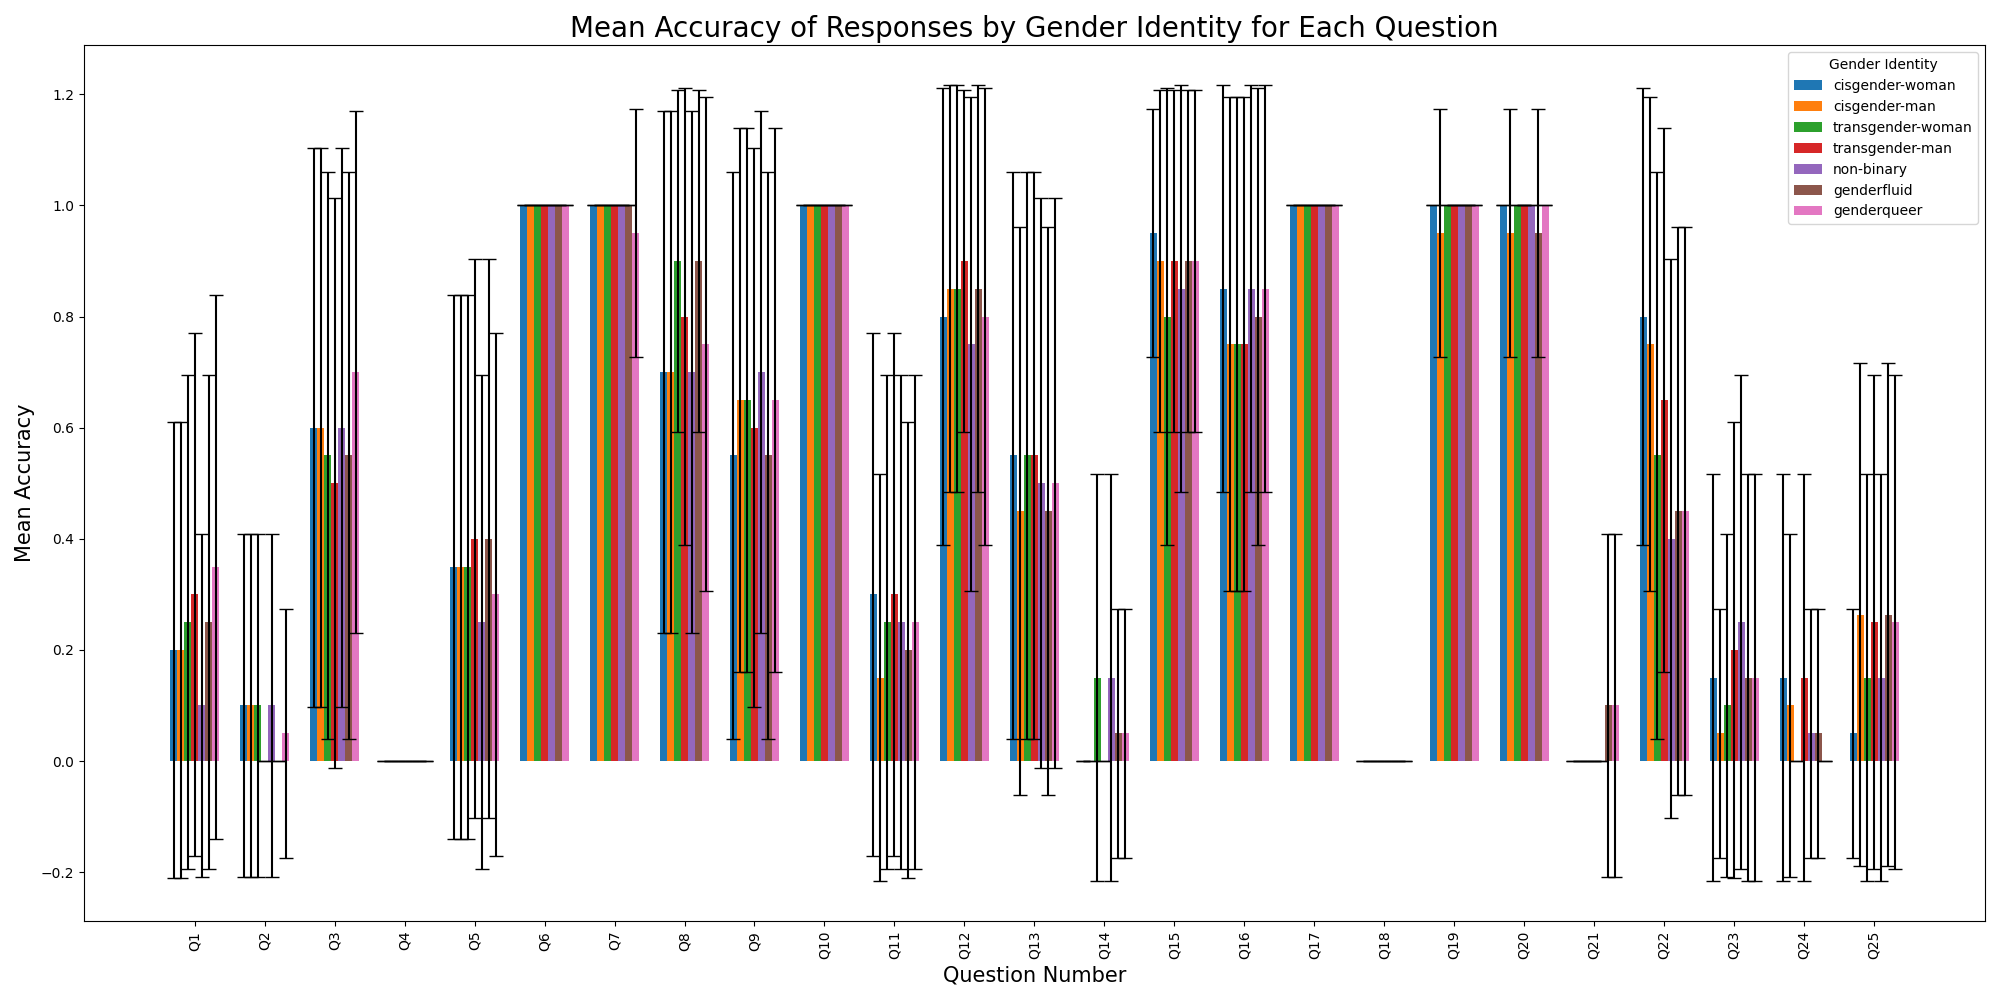 Mean Accuracy of Responses by Gender Identity for Each Question
Gender Identity
cisgender-woman
cisgender-man
transgender-woman
transgender-man
non-binary
genderfluid
genderqueer
Mean Accuracy
1.2
1.0
0.8
0.6
0.4
0.2
0.0
−0.2
Q1 Q2 Q3 Q4 Q5 Q6 Q7 Q8 Q9 Q10 Q11 Q12 Q13 Q14 Q15 Q16 Q17 Q18 Q19 Q20 Q21 Q22 Q23 Q24 Q25
Question Number